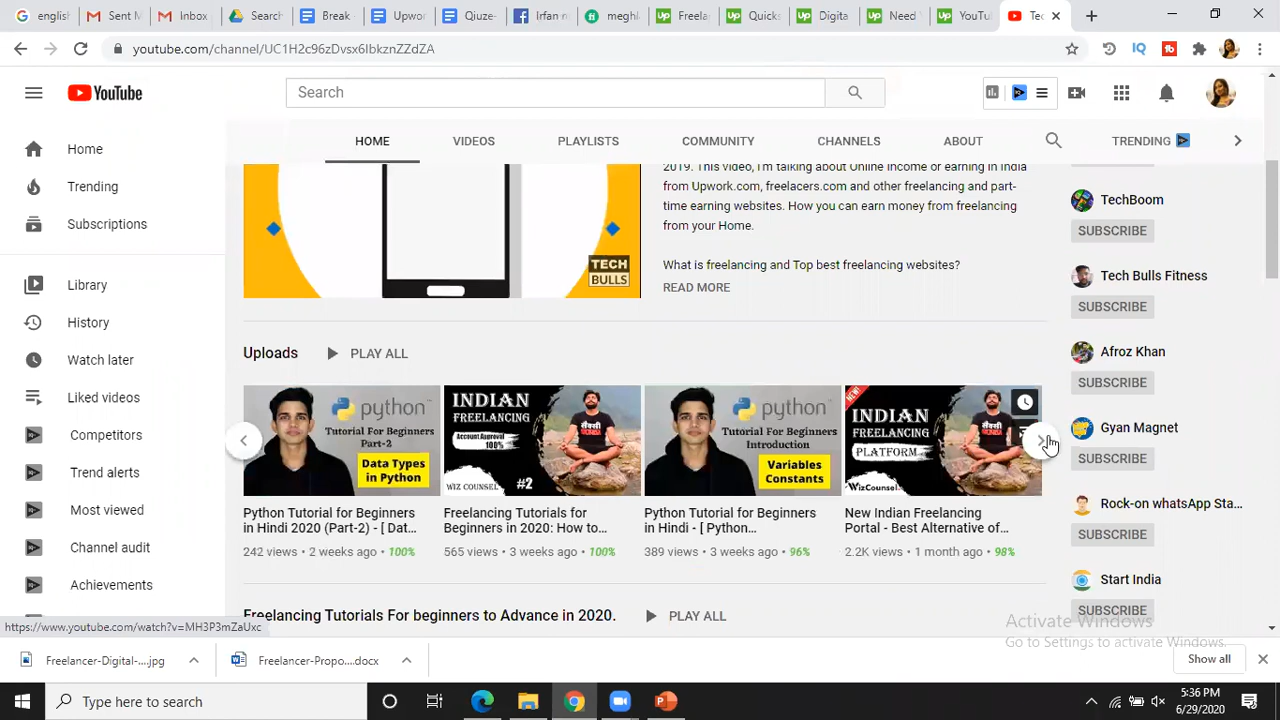 english
Sent M
Inbox
Search
Break -
Upwor
Qiuze-
Irfan n
meghl
Freela
Quicks
Digita
Need
YouTu
Tec
youtube.com/channel/UC1H2c96zDvsx6IbkznZZdZA
YouTube
Search
HOME VIDEOS PLAYLISTS COMMUNITY CHANNELS ABOUT TRENDING
Home
Trending
Subscriptions
Library
History
Watch later
Liked videos
Competitors
Trend alerts
Most viewed
Channel audit
Achievements
TECH
BULLS
2019. This video, I'm talking about Online Income or earning in India
from Upwork.com, freelacers.com and other freelancing and part-
time earning websites. How you can earn money from freelancing
from your Home.
What is freelancing and Top best freelancing websites?
READ MORE
Uploads PLAY ALL
python
Tutorial For Beginners
Part-2
Data Types
in Python
Python Tutorial for Beginners
in Hindi 2020 (Part-2) - [ Dat...
242 views • 2 weeks ago • 100%
INDIAN
FREELANCING
Account Approval
100%
WIZ COUNSEL
#2
Freelancing Tutorials for
Beginners in 2020: How to...
565 views • 3 weeks ago • 100%
python
Tutorial For Beginners
Introduction
Variables
Constants
Python Tutorial for Beginners
in Hindi - [ Python...
389 views • 3 weeks ago • 96%
NEW
INDIAN
FREELANCING
PLATFORM
WizCounsel
New Indian Freelancing
Portal - Best Alternative of...
2.2K views • 1 month ago • 98%
Freelancing Tutorials For beginners to Advance in 2020. PLAY ALL
TechBoom
SUBSCRIBE
Tech Bulls Fitness
SUBSCRIBE
Afroz Khan
SUBSCRIBE
Gyan Magnet
SUBSCRIBE
Rock-on whatsApp Sta...
SUBSCRIBE
Start India
SUBSCRIBE
Activate Windows
Go to Settings to activate Windows.
https://www.youtube.com/watch?v=MH3P3mZaUxc
Freelancer-Digital-....jpg
Freelancer-Propo....docx
Show all
Type here to search
5:36 PM
6/29/2020